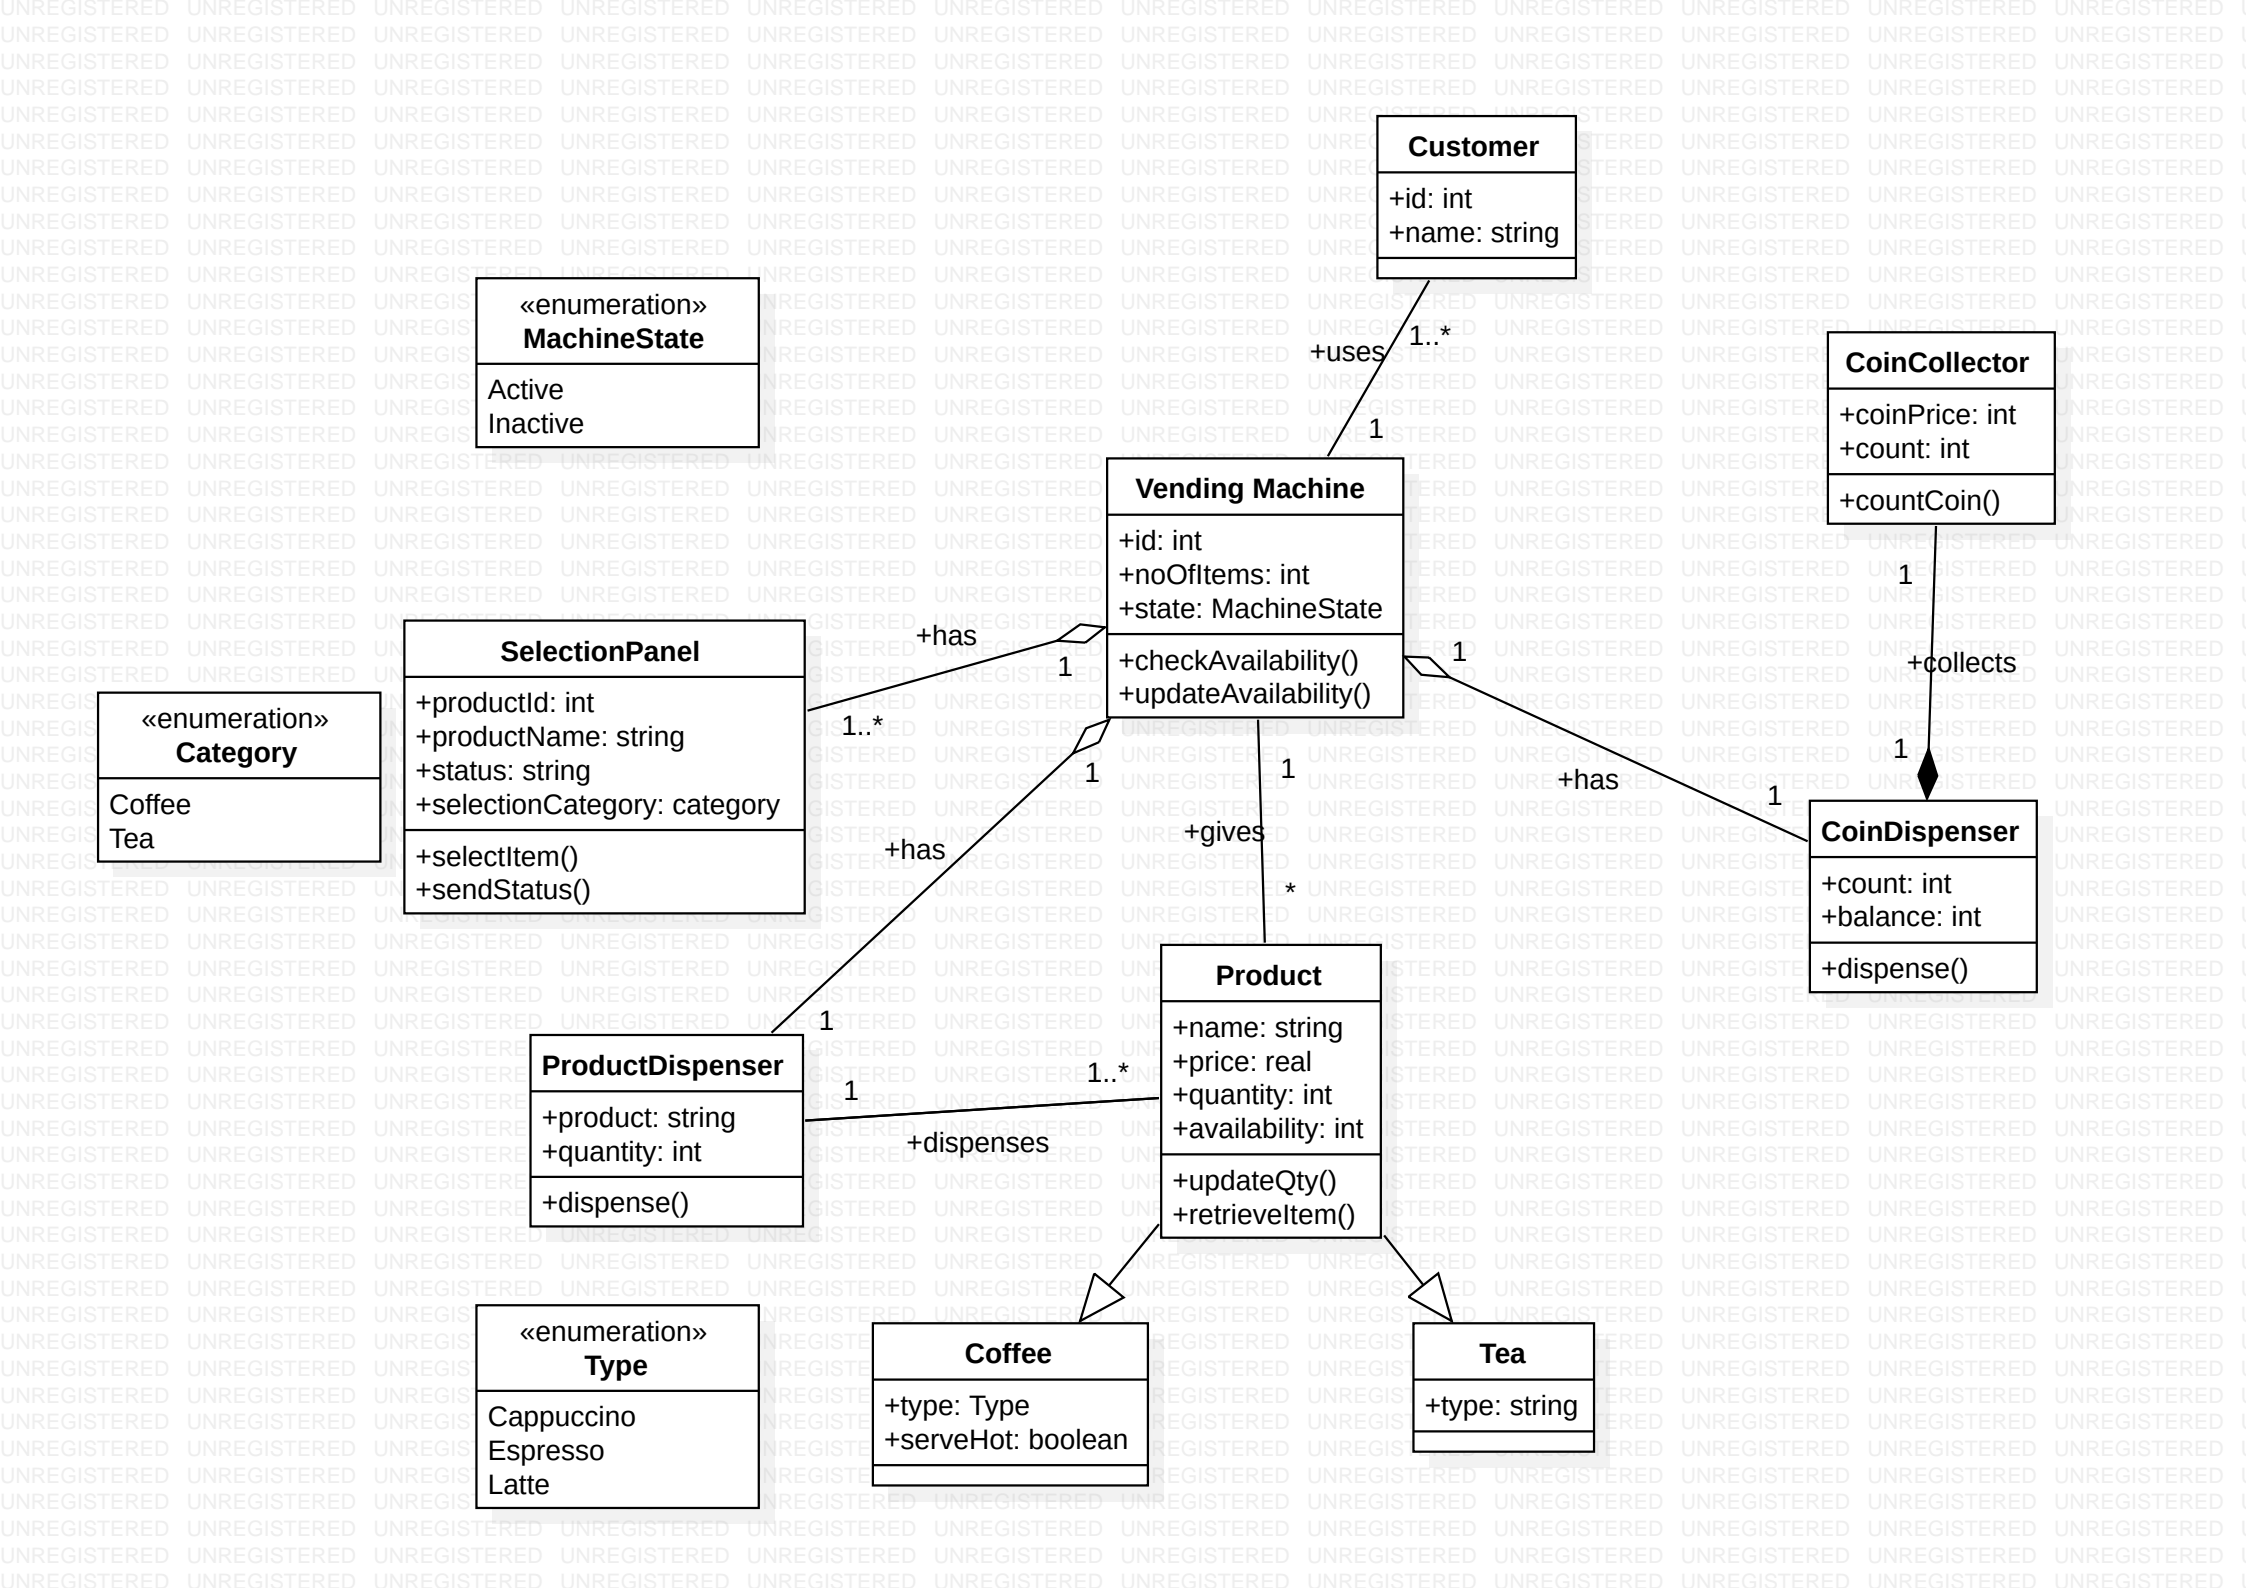 Customer
+id: int
+name: string
+uses
1..*
1
«enumeration»
MachineState
Active
Inactive
CoinCollector
+coinPrice: int
+count: int
+countCoin()
1
+collects
1
Vending Machine
+id: int
+noOfItems: int
+state: MachineState
+checkAvailability()
+updateAvailability()
+has
1
1..*
1
+has
1
SelectionPanel
+productId: int
+productName: string
+status: string
+selectionCategory: category
+selectItem()
+sendStatus()
«enumeration»
Category
Coffee
Tea
1
+has
1
1
+gives
*
CoinDispenser
+count: int
+balance: int
+dispense()
ProductDispenser
+product: string
+quantity: int
+dispense()
1
1..*
+dispenses
Product
+name: string
+price: real
+quantity: int
+availability: int
+updateQty()
+retrieveItem()
«enumeration»
Type
Cappuccino
Espresso
Latte
Coffee
+type: Type
+serveHot: boolean
Tea
+type: string
UNREGISTERED